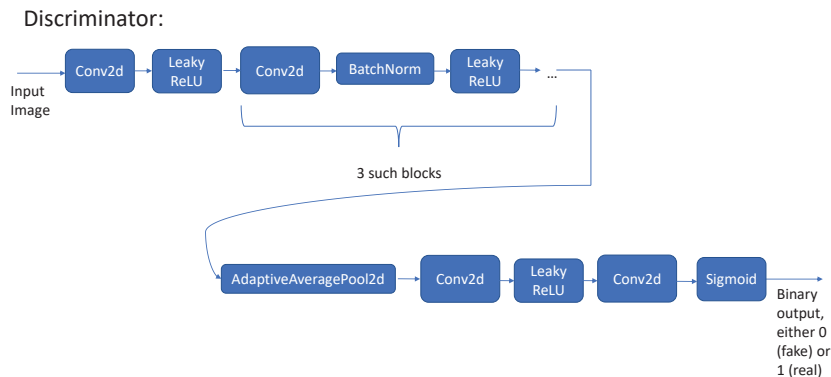 Discriminator:
Input
Image
Conv2d
Leaky
ReLU
Conv2d
BatchNorm
Leaky
ReLU
...
3 such blocks
AdaptiveAveragePool2d
Conv2d
Leaky
ReLU
Conv2d
Sigmoid
Binary
output,
either 0
(fake) or
1 (real)